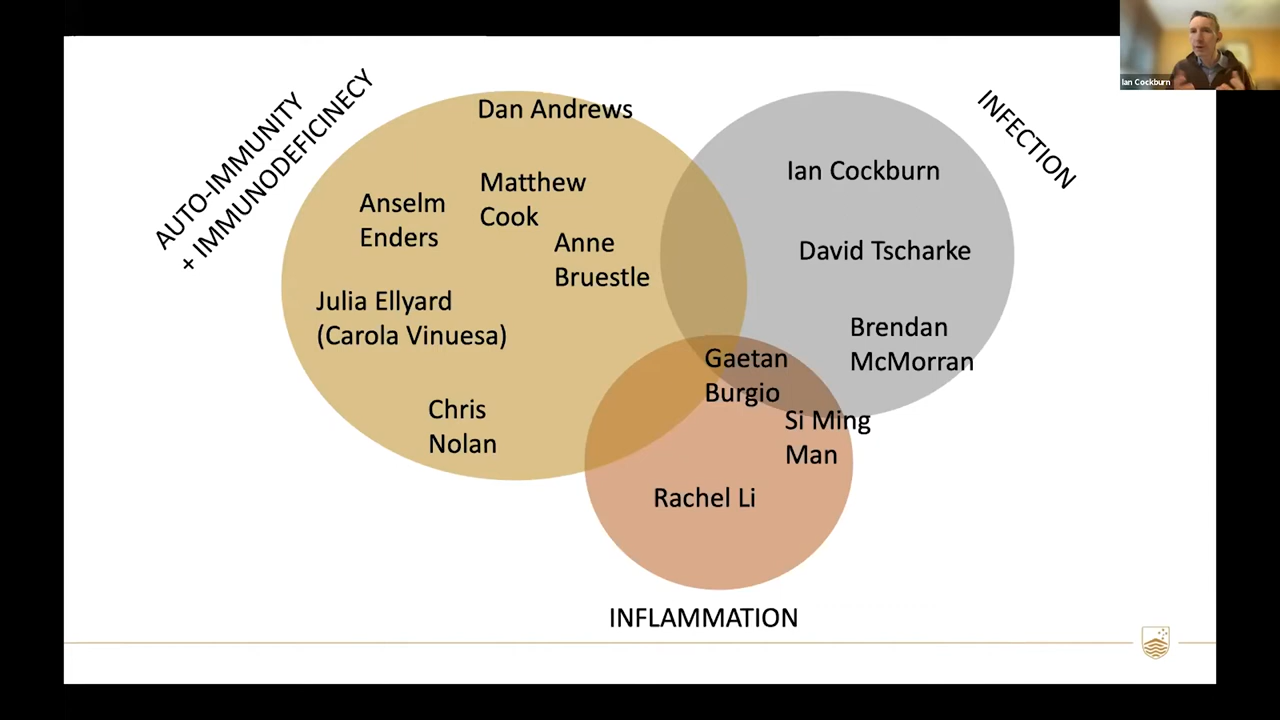 Ian Cockburn
AUTO-IMMUNITY
+ IMMUNODEFICINECY
INFECTION
Dan Andrews
Matthew
Cook
Anselm
Enders
Anne
Bruestle
Julia Ellyard
(Carola Vinuesa)
Chris
Nolan
Ian Cockburn
David Tscharke
Brendan
McMorran
Gaetan
Burgio
Si Ming
Man
Rachel Li
INFLAMMATION